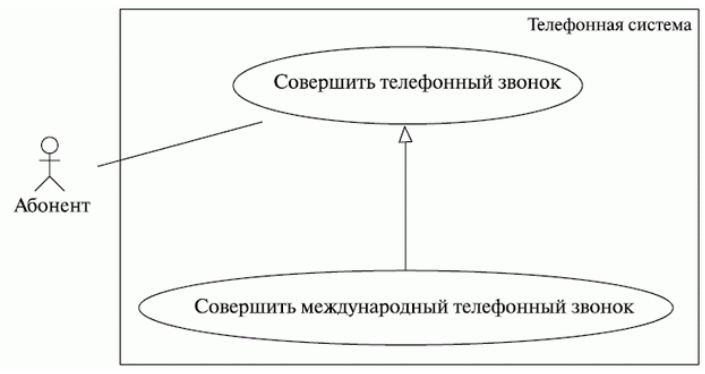 Телефонная система
Совершить телефонный звонок
Абонент
Совершить международный телефонный звонок